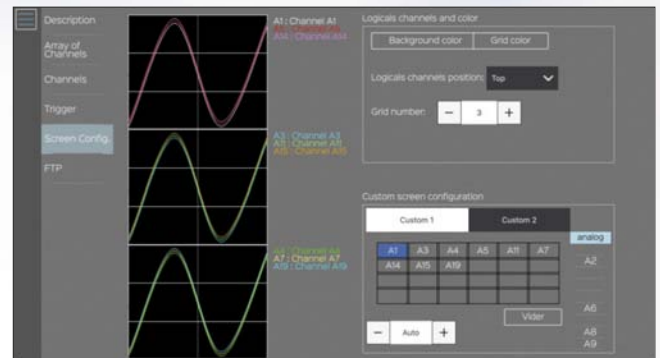 Description
Array of
Channels
Channels
Trigger
Screen Config.
FTP
A1 : Channel A1
A14 : Channel A14
A3 : Channel A3
A11 : Channel A11
A15 : Channel A15
A4 : Channel A4
A7 : Channel A7
A19 : Channel A19
Logicals channels and color
Background color
Grid color
Logicals channels position: Top
Grid number: − 3 +
Custom screen configuration
Custom 1
Custom 2
analog
A1 A3 A4 A5 A11 A7
A14 A15 A19
A2
A6
A8
A9
Vider
− Auto +